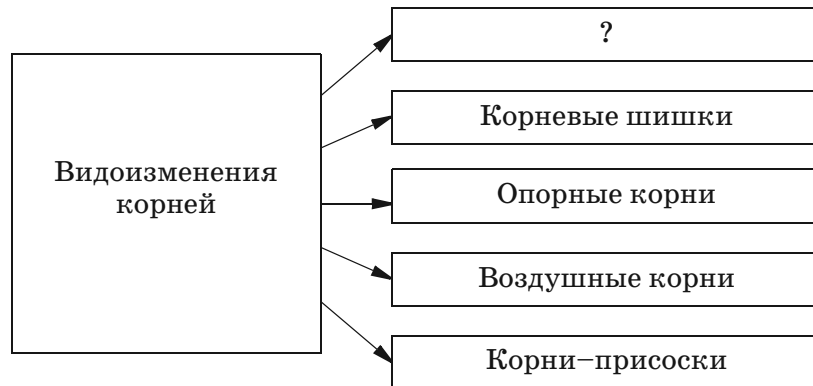 ?
Корневые шишки
Видоизменения
корней
Опорные корни
Воздушные корни
Корни–присоски